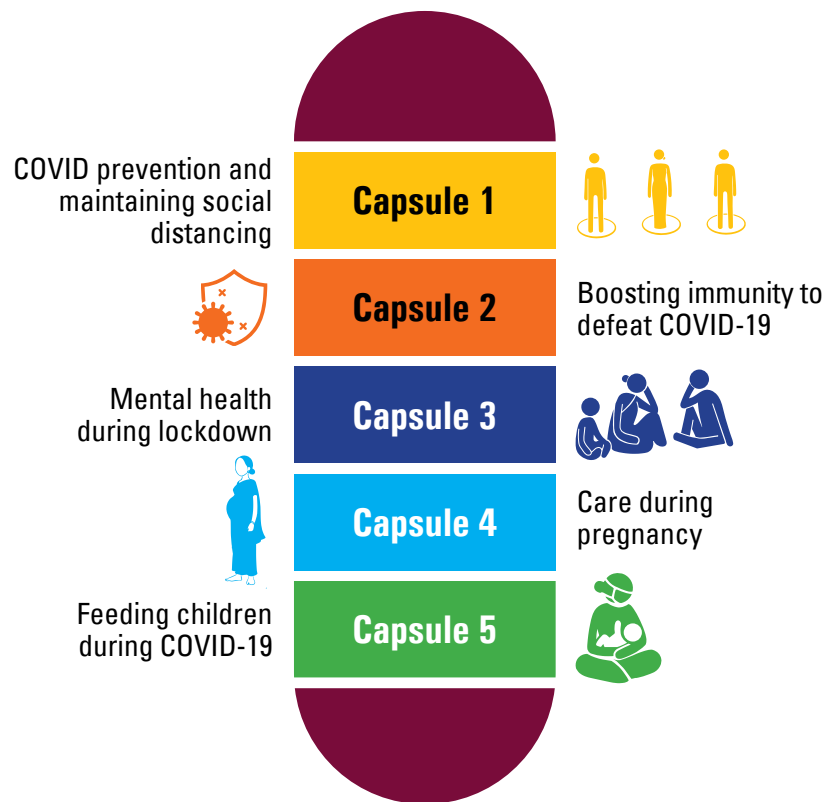 COVID prevention and
maintaining social
distancing
Capsule 1
Capsule 2
Boosting immunity to
defeat COVID-19
Mental health
during lockdown
Capsule 3
Capsule 4
Care during
pregnancy
Feeding children
during COVID-19
Capsule 5